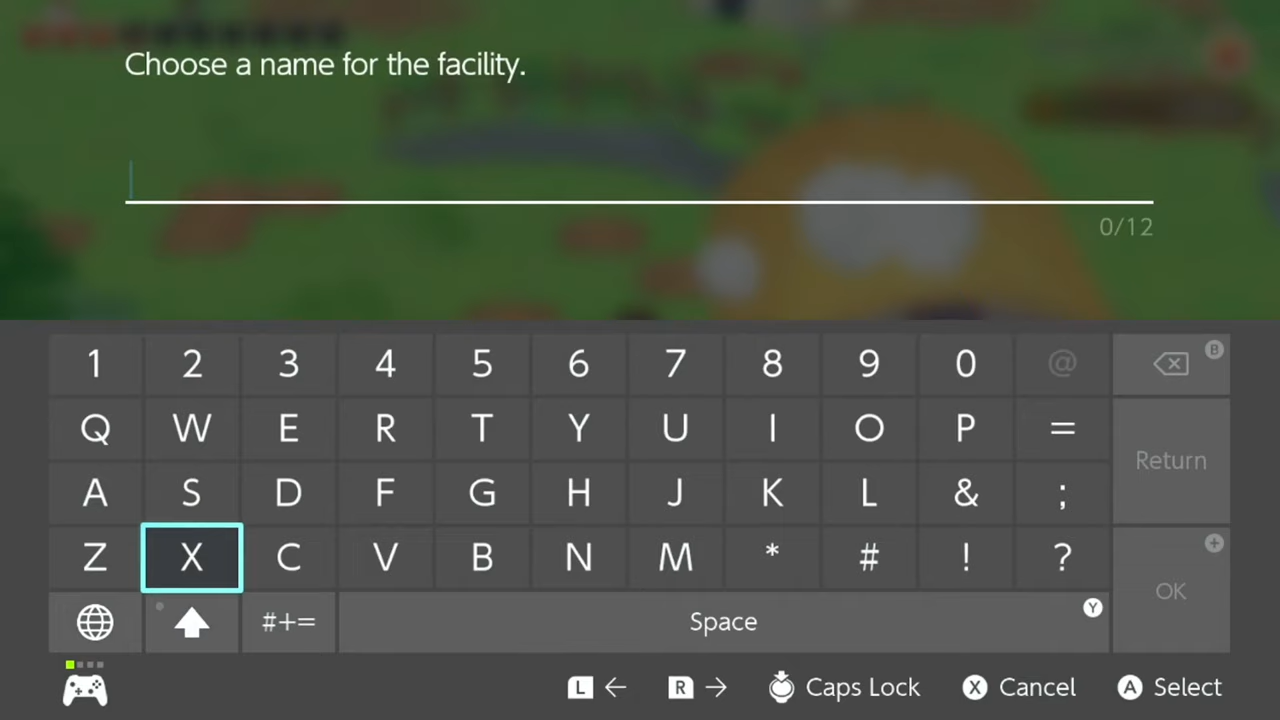 Choose a name for the facility.
0/12
1 2 3 4 5 6 7 8 9 0 @ B
Q W E R T Y U I O P = Return
A S D F G H J K L & ;
Z X C V B N M * # ! ? + OK
#+= Space Y
L ← R → Caps Lock X Cancel A Select